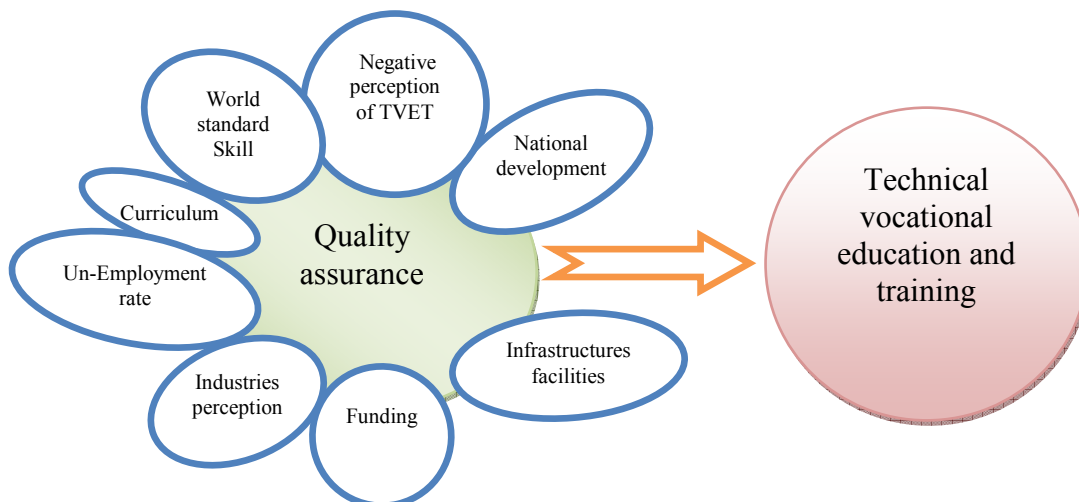 Negative
perception
of TVET
World
standard
Skill
National
development
Curriculum
Quality
assurance
Un-Employment
rate
Industries
perception
Funding
Infrastructures
facilities
Technical
vocational
education and
training